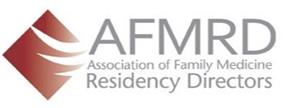 AFMRD
Association of Family Medicine
Residency Directors